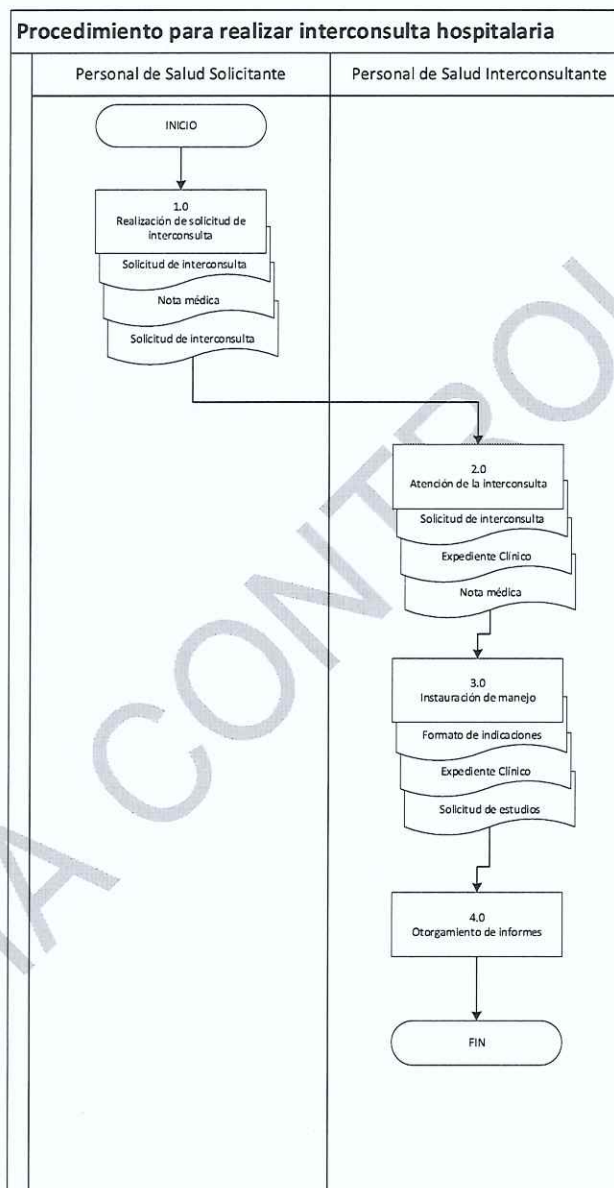 Procedimiento para realizar interconsulta hospitalaria
Personal de Salud Solicitante
Personal de Salud Interconsultante
INICIO
1.0
Realización de solicitud de
interconsulta
Solicitud de interconsulta
Nota médica
Solicitud de interconsulta
2.0
Atención de la interconsulta
Solicitud de interconsulta
Expediente Clínico
Nota médica
3.0
Instauración de manejo
Formato de indicaciones
Expediente Clínico
Solicitud de estudios
4.0
Otorgamiento de informes
FIN